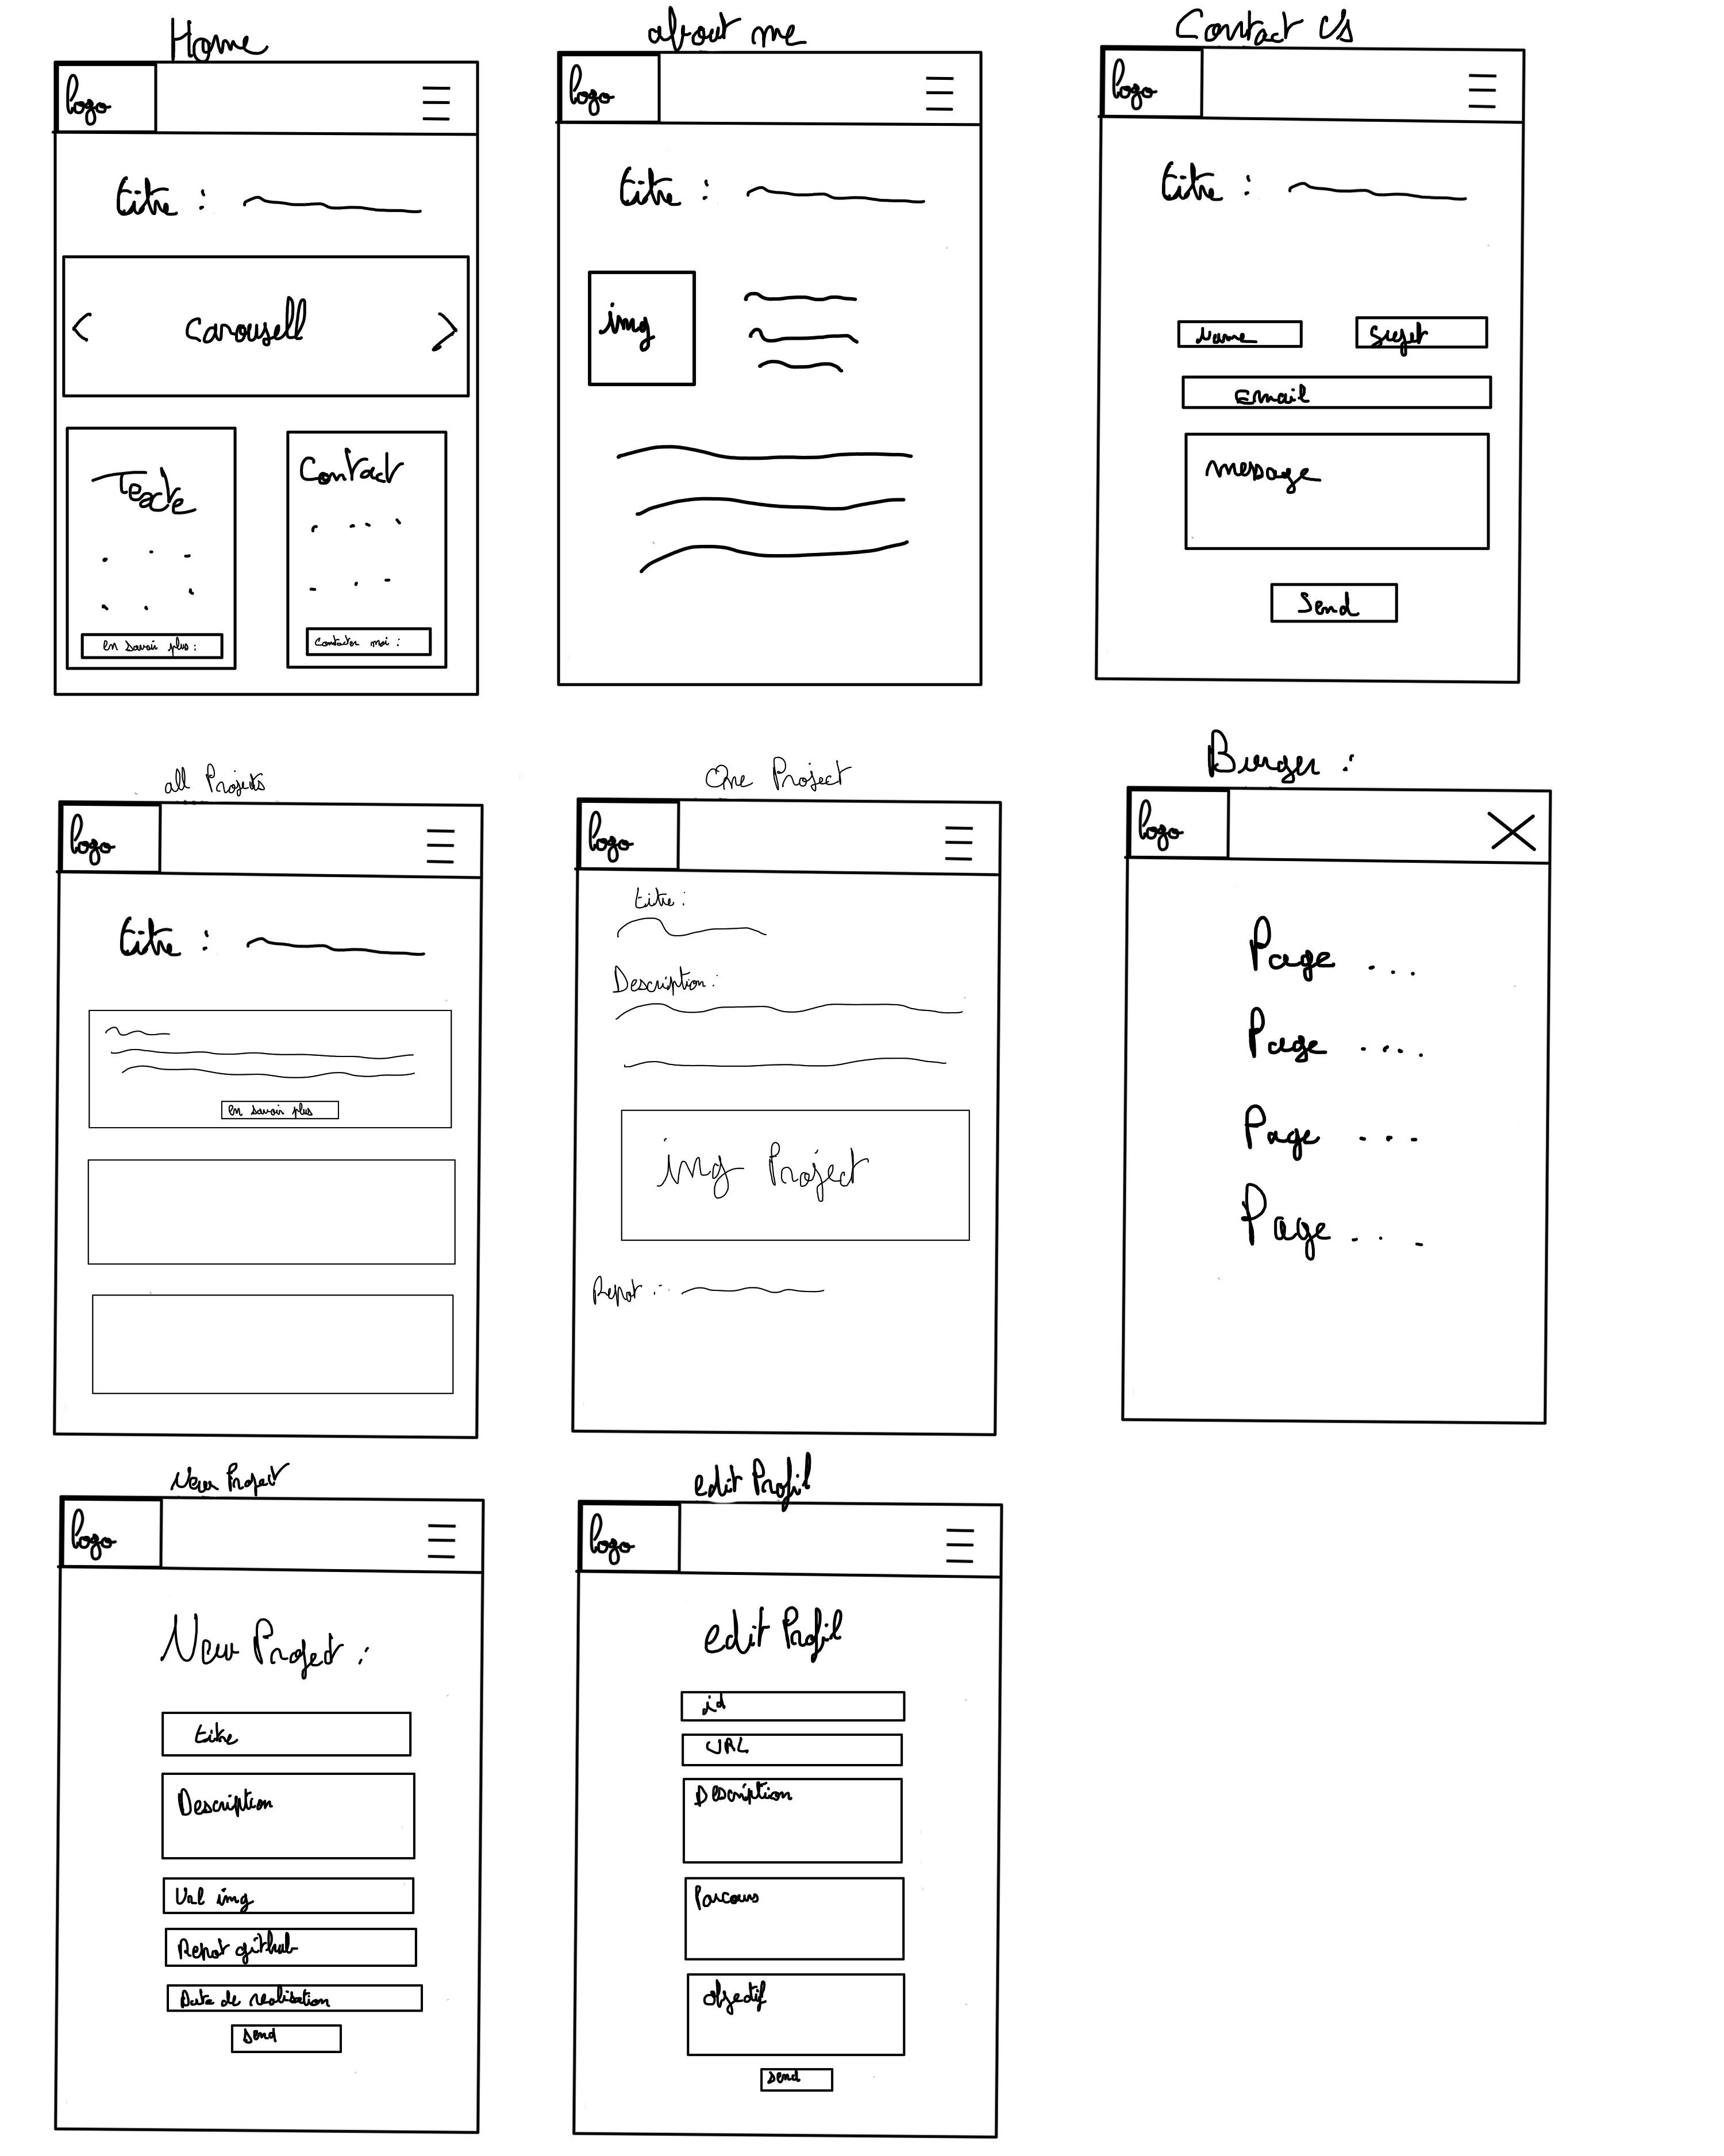 Home
logo
titre :
carousell
Texte
en savoir plus :
Contact
Contacter moi :
about me
logo
titre :
img
Contact Us
logo
titre :
Name
Sujet
Email
message
Send
all Projects
logo
titre :
en savoir plus
One Project
logo
titre :
Description :
img Project
Repot :
Burger :
logo
Page ...
Page ....
Page ...
Page ...
New Project
logo
New Project :
titre
Description
Url img
Repot github
Date de realisation
Send
edit Profil
logo
edit Profil
id
URL
Description
Parcours
objectif
Send